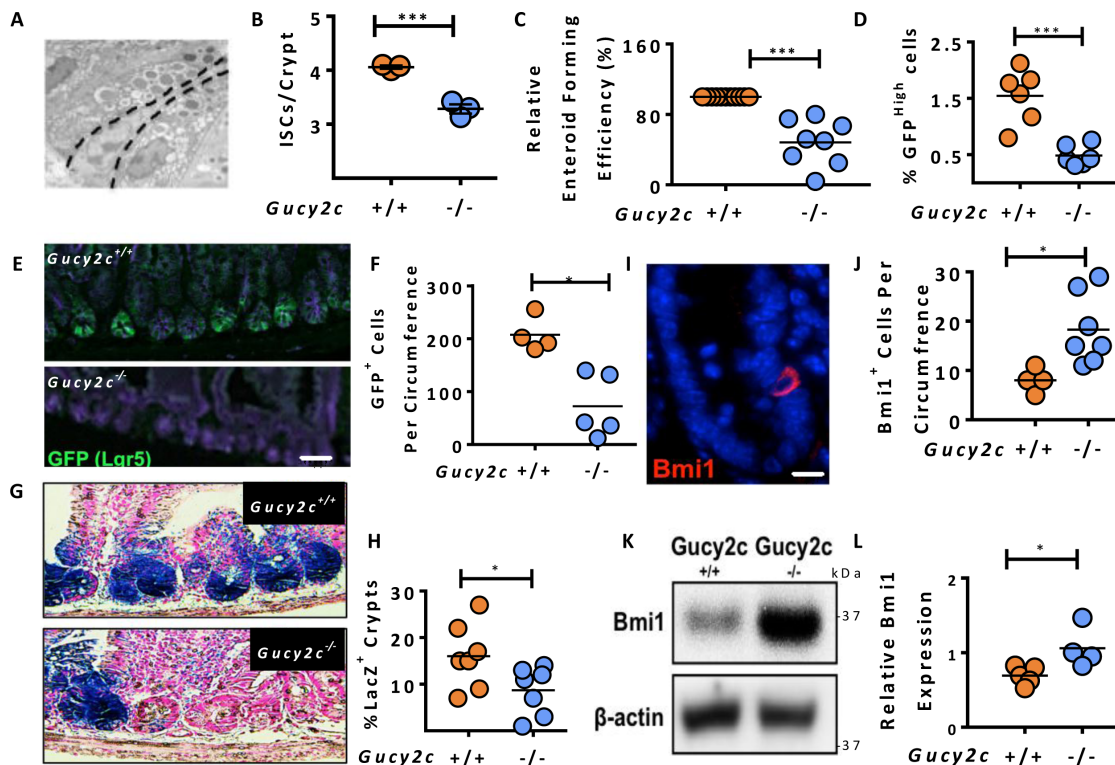 A
B
ISCs/Crypt
5
4
3
***
Gucy2c +/+ -/-
C
Relative
Enteroid Forming
Efficiency (%)
160
80
0
***
Gucy2c +/+ -/-
D
% GFP^High cells
2.5
1.5
0.5
***
Gucy2c +/+ -/-
E
Gucy2c+/+
Gucy2c-/-
GFP (Lgr5)
F
GFP+ Cells
Per Circumference
300
200
100
0
*
Gucy2c +/+ -/-
I
Bmi1
J
Bmi1+ Cells Per
Circumfrence
30
20
10
0
*
Gucy2c +/+ -/-
G
Gucy2c+/+
Gucy2c-/-
H
%LacZ+ Crypts
30
20
10
*
Gucy2c +/+ -/-
K
Gucy2c Gucy2c
+/+ -/- kDa
Bmi1
-37
β-actin
-37
L
Relative Bmi1
Expression
2
1
0
*
Gucy2c +/+ -/-